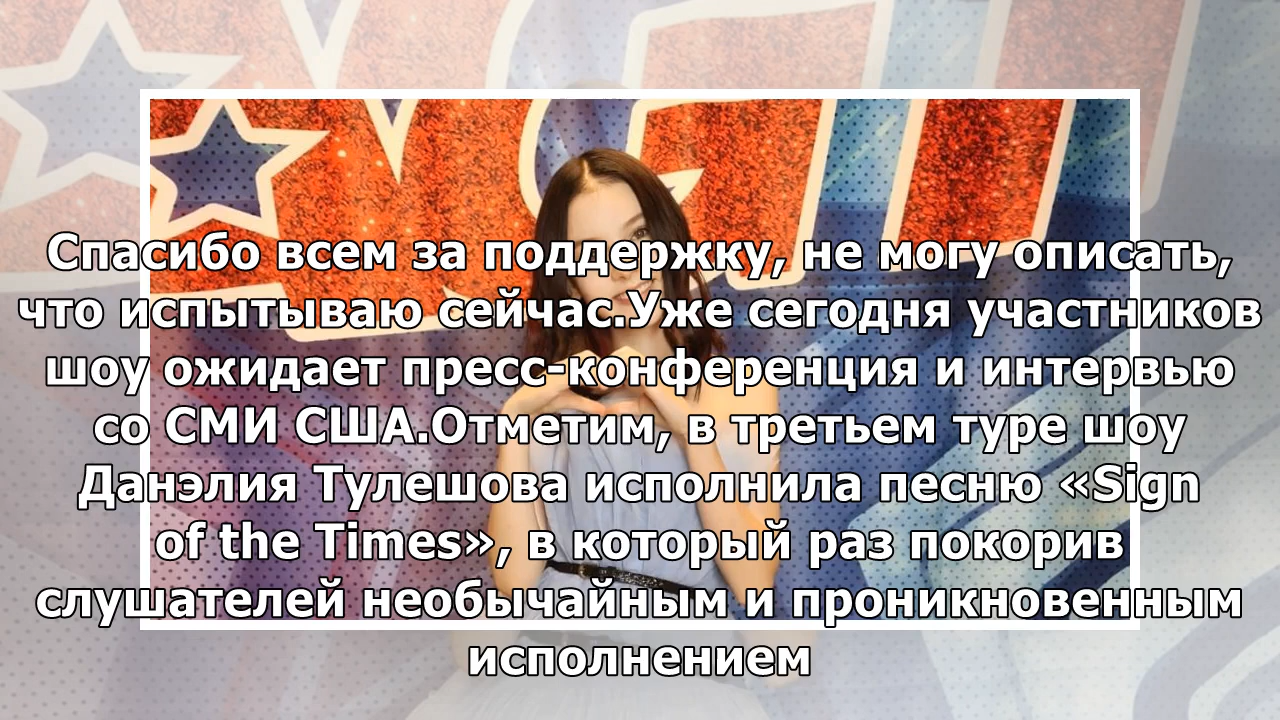 Спасибо всем за поддержку, не могу описать,
что испытываю сейчас.Уже сегодня участников
шоу ожидает пресс-конференция и интервью
со СМИ США.Отметим, в третьем туре шоу
Данэлия Тулешова исполнила песню «Sign
of the Times», в который раз покорив
слушателей необычайным и проникновенным
исполнением